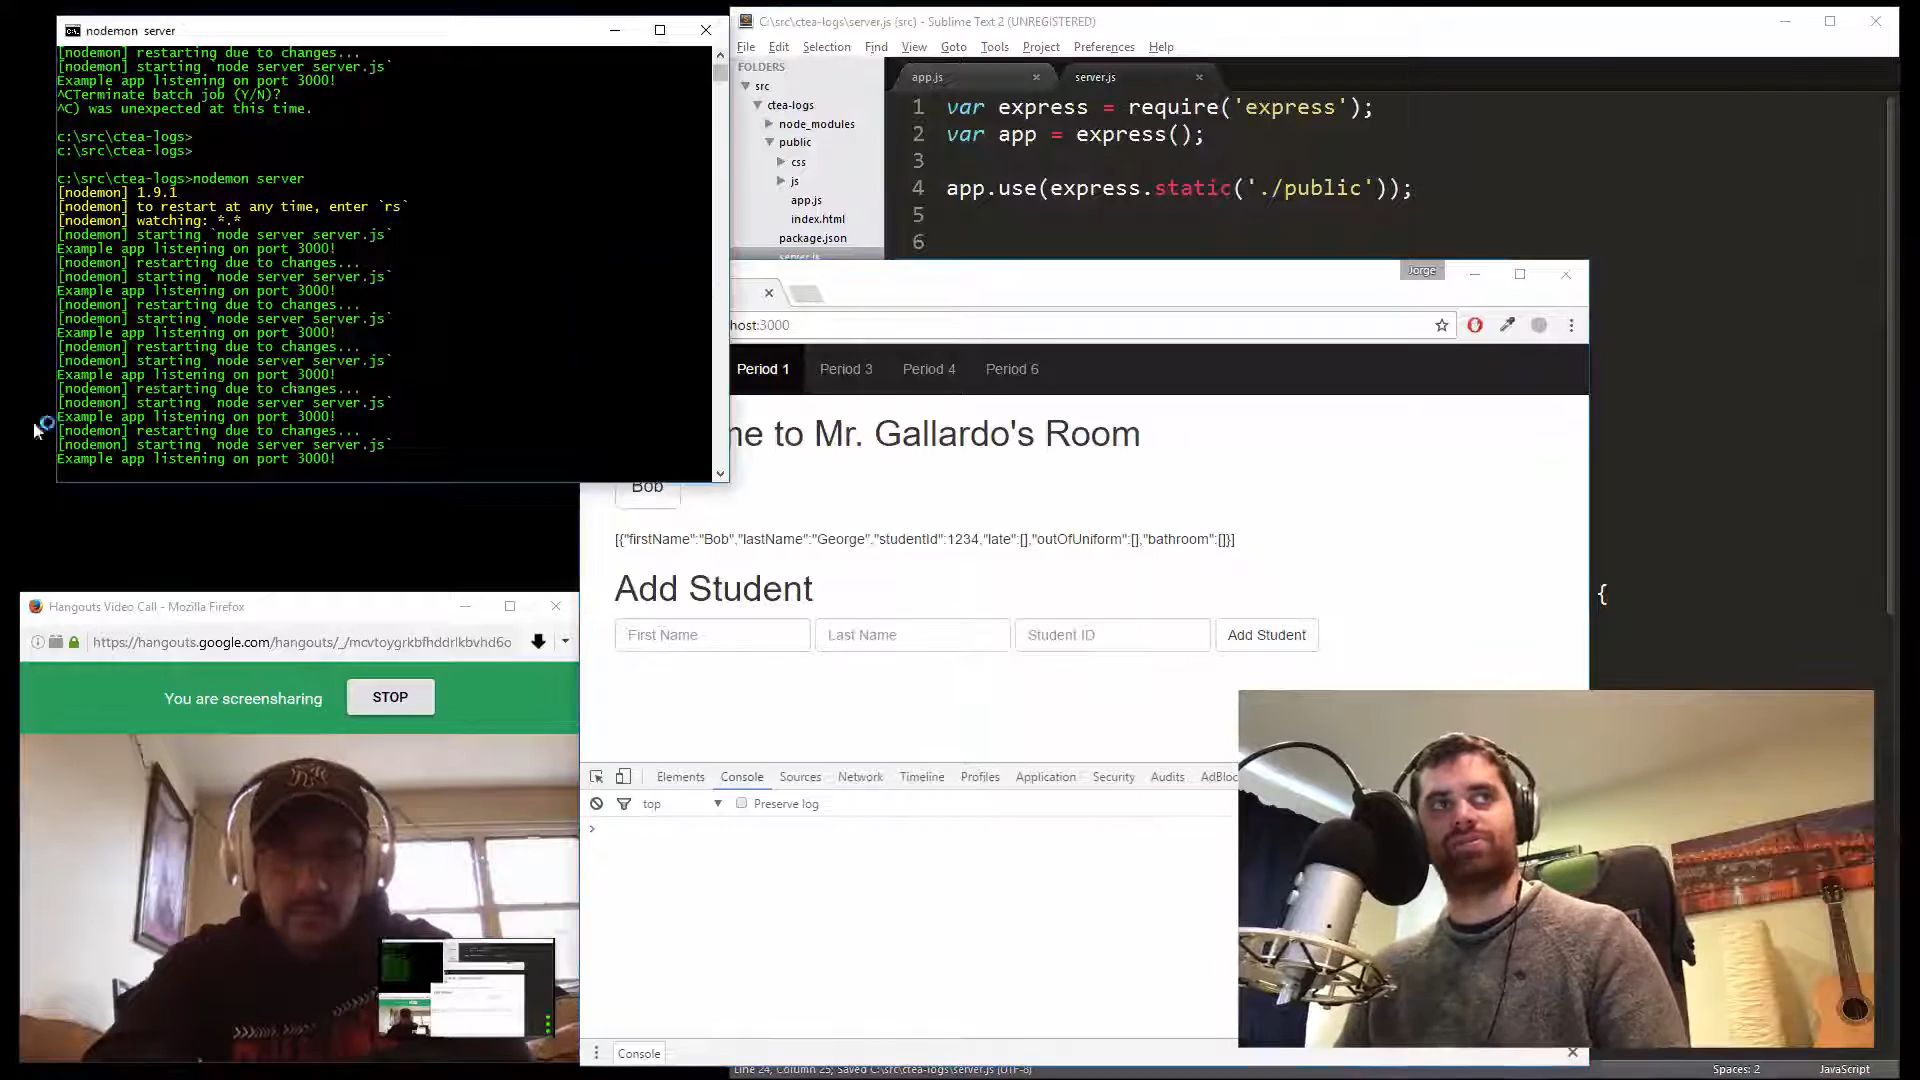 nodemon  server
[nodemon] restarting due to changes...
[nodemon] starting `node server server.js`
Example app listening on port 3000!
^CTerminate batch job (Y/N)?
^C) was unexpected at this time.
c:\src\ctea-logs>
c:\src\ctea-logs>
c:\src\ctea-logs>nodemon server
[nodemon] 1.9.1
[nodemon] to restart at any time, enter `rs`
[nodemon] watching: *.*
[nodemon] starting `node server server.js`
Example app listening on port 3000!
[nodemon] restarting due to changes...
[nodemon] starting `node server server.js`
Example app listening on port 3000!
[nodemon] restarting due to changes...
[nodemon] starting `node server server.js`
Example app listening on port 3000!
[nodemon] restarting due to changes...
[nodemon] starting `node server server.js`
Example app listening on port 3000!
[nodemon] restarting due to changes...
[nodemon] starting `node server server.js`
Example app listening on port 3000!
[nodemon] restarting due to changes...
[nodemon] starting `node server server.js`
Example app listening on port 3000!
C:\src\ctea-logs\server.js (src) - Sublime Text 2 (UNREGISTERED)
File Edit Selection Find View Goto Tools Project Preferences Help
FOLDERS
src
ctea-logs
node_modules
public
css
js
app.js
index.html
package.json
server.js
app.js × server.js ×
1 var express = require('express');
2 var app = express();
3
4 app.use(express.static('./public'));
5
6
{
Jorge
host:3000
Period 1 Period 3 Period 4 Period 6
me to Mr. Gallardo's Room
Bob
[{"firstName":"Bob","lastName":"George","studentId":1234,"late":[],"outOfUniform":[],"bathroom":[]}]
Add Student
First Name Last Name Student ID Add Student
Elements Console Sources Network Timeline Profiles Application Security Audits AdBloc
top Preserve log
>
Console
Hangouts Video Call - Mozilla Firefox
https://hangouts.google.com/hangouts/_/mcvtoygrkbfhddrlkbvhd6o
You are screensharing STOP
Line 24, Column 25; Saved C:\src\ctea-logs\server.js (UTF-8)
Spaces: 2 JavaScript